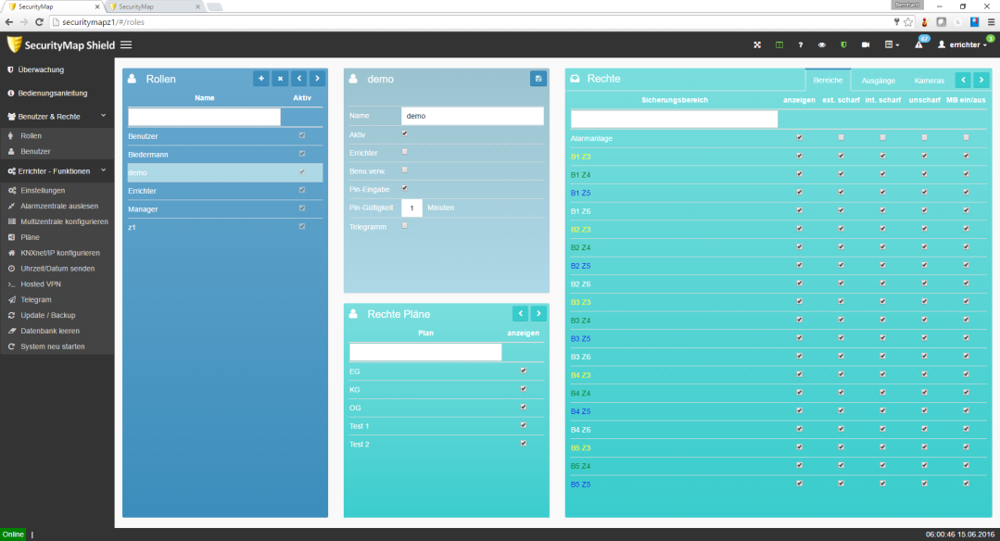 SecurityMap
SecurityMap
Bernhard
securitymapz1/#/roles
SecurityMap Shield
67
errichter
3
Überwachung
Bedienungsanleitung
Benutzer & Rechte
Rollen
Benutzer
Errichter - Funktionen
Einstellungen
Alarmzentrale auslesen
Multizentrale konfigurieren
Pläne
KNXnet/IP konfigurieren
Uhrzeit/Datum senden
Hosted VPN
Telegram
Update / Backup
Datenbank leeren
System neu starten
Rollen
Name Aktiv
Benutzer
Biedermann
demo
Errichter
Manager
z1
demo
Name demo
Aktiv
Errichter
Benu.verw.
Pin-Eingabe
Pin-Gültigkeit 1 Minuten
Telegramm
Rechte Pläne
Plan anzeigen
EG
KG
OG
Test 1
Test 2
Rechte
Bereiche Ausgänge Kameras
Sicherungsbereich anzeigen ext. scharf int. scharf unscharf MB ein/aus
Alarmanlage
B1 Z3
B1 Z4
B1 Z5
B1 Z6
B2 Z3
B2 Z4
B2 Z5
B2 Z6
B3 Z3
B3 Z4
B3 Z5
B3 Z6
B4 Z3
B4 Z4
B4 Z5
B4 Z6
B5 Z3
B5 Z4
B5 Z5
Online |
06:00:46 15.06.2016